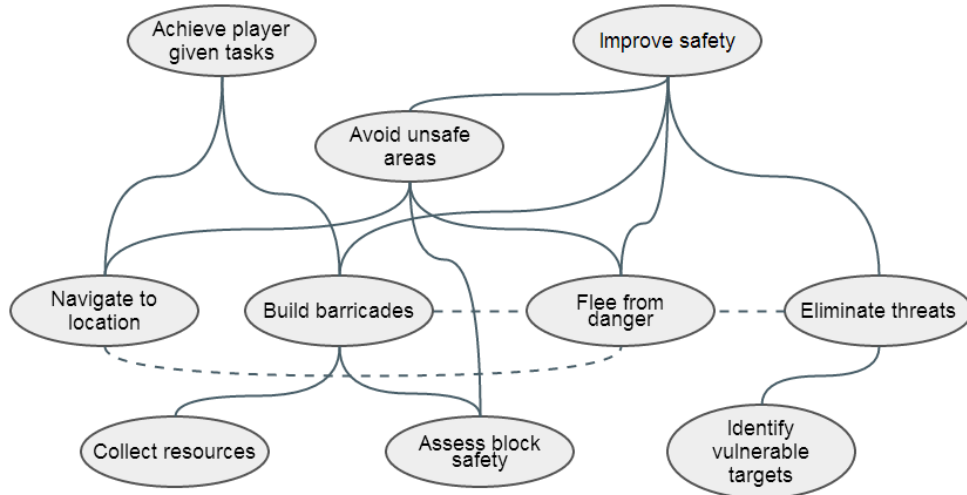 Achieve player
given tasks
Improve safety
Avoid unsafe
areas
Navigate to
location
Build barricades
Flee from
danger
Eliminate threats
Collect resources
Assess block
safety
Identify
vulnerable
targets